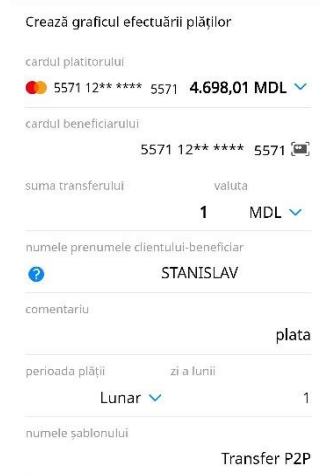 Crează graficul efectuării plăților
cardul platitorului
5571 12** **** 5571 4.698,01 MDL
cardul beneficiarului
5571 12** **** 5571
suma transferului valuta
1 MDL
numele prenumele clientului-beneficiar
? STANISLAV
comentariu
plata
perioada plății zi a lunii
Lunar 1
numele șablonului
Transfer P2P